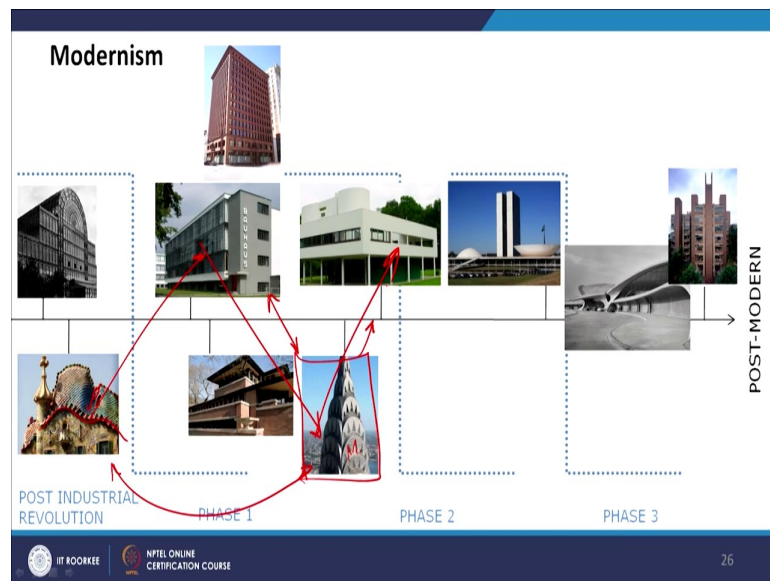 Modernism
BAUHAUS
POST-MODERN
POST INDUSTRIAL
REVOLUTION
PHASE 1
PHASE 2
PHASE 3
IIT ROORKEE
NPTEL ONLINE
CERTIFICATION COURSE
26